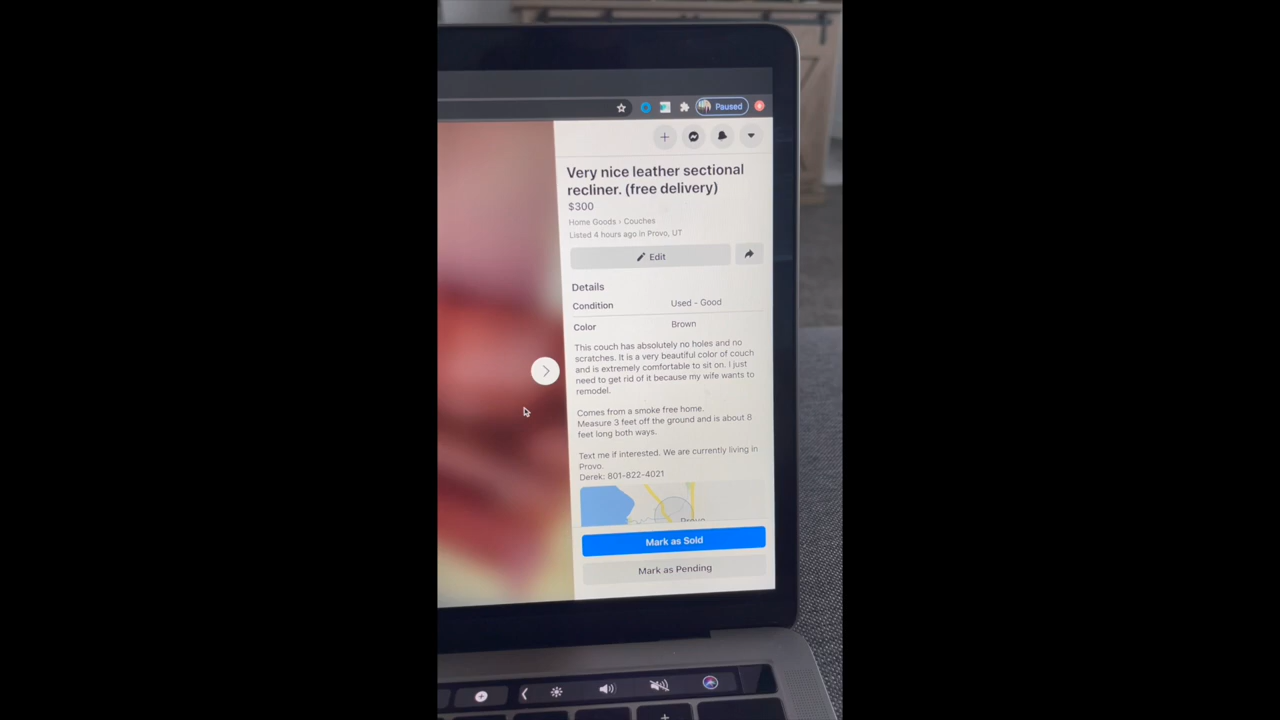 Paused
Very nice leather sectional
recliner. (free delivery)
$300
Home Goods › Couches
Listed 4 hours ago in Provo, UT
Edit
Details
Condition Used - Good
Color Brown
This couch has absolutely no holes and no
scratches. It is a very beautiful color of couch
and is extremely comfortable to sit on. I just
need to get rid of it because my wife wants to
remodel.
Comes from a smoke free home.
Measure 3 feet off the ground and is about 8
feet long both ways.
Text me if interested. We are currently living in
Provo.
Derek: 801-822-4021
Provo
Mark as Sold
Mark as Pending